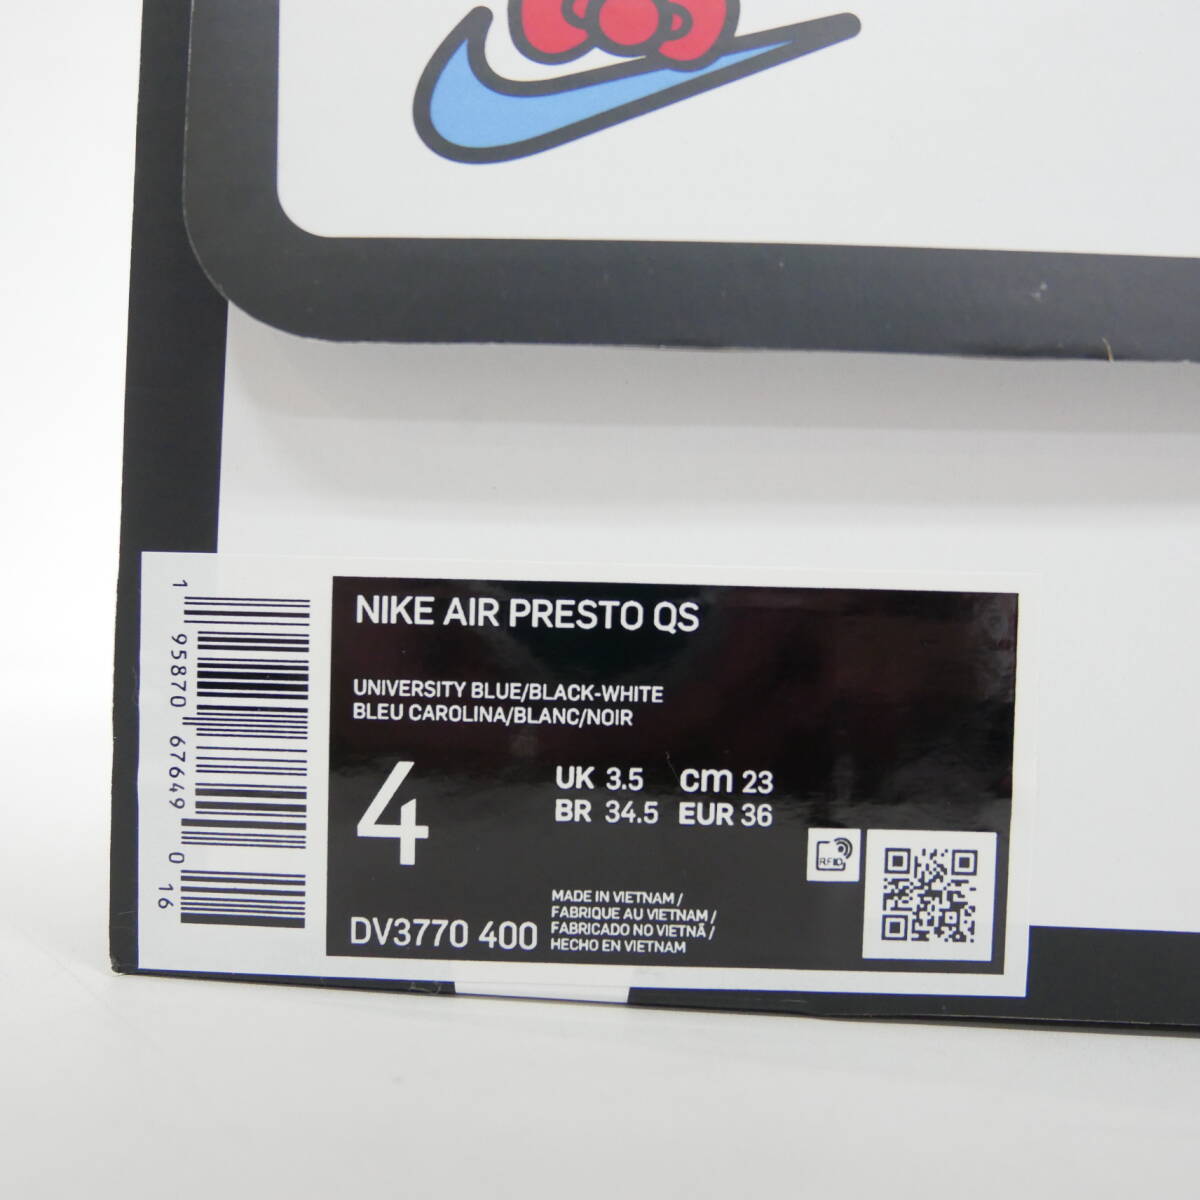 NIKE AIR PRESTO QS
UNIVERSITY BLUE/BLACK-WHITE
BLEU CAROLINA/BLANC/NOIR
4
UK 3.5 cm 23
BR 34.5 EUR 36
RFID
DV3770 400
MADE IN VIETNAM /
FABRIQUE AU VIETNAM /
FABRICADO NO VIETNÃ /
HECHO EN VIETNAM
1 95870 67649 0 16